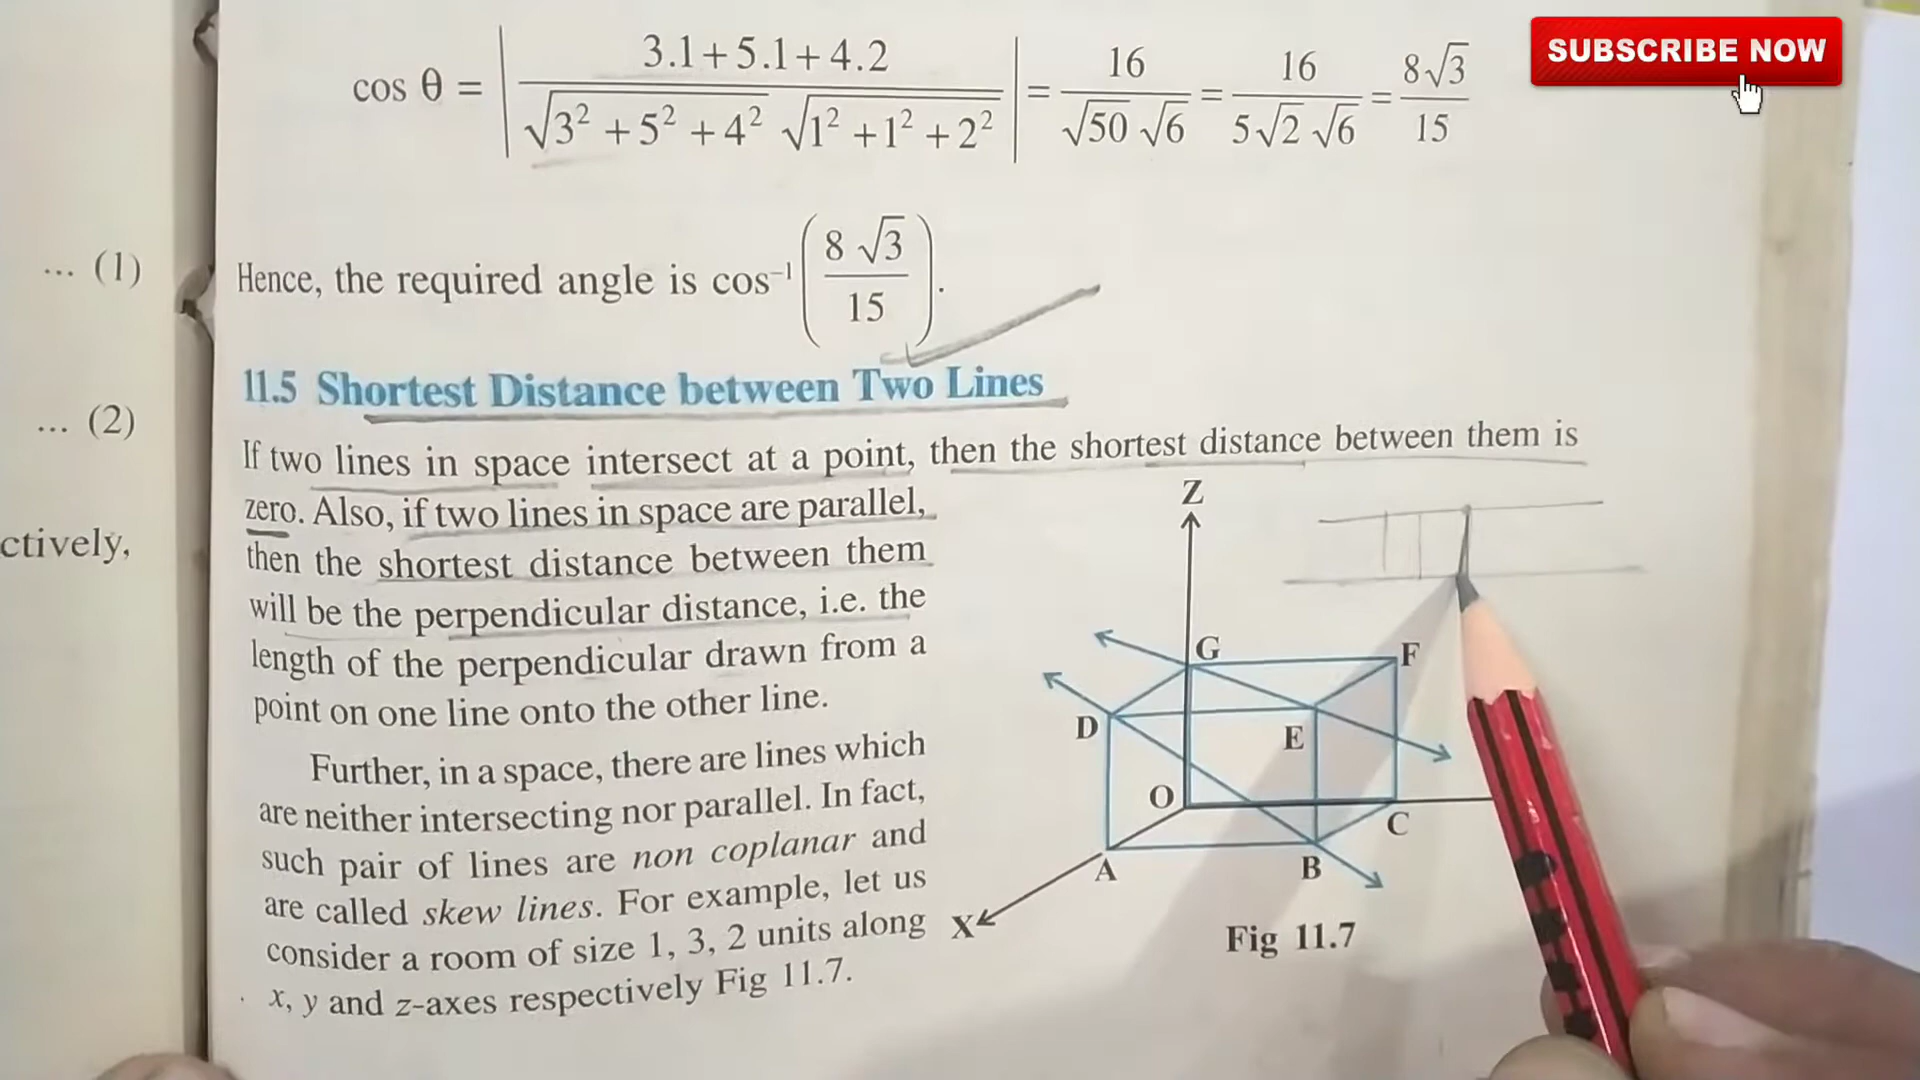 SUBSCRIBE NOW
cos θ = | 3.1+5.1+4.2 / √3² +5² +4² √1² +1² +2² | = 16 / √50 √6 = 16 / 5√2 √6 = 8√3 / 15
... (1)
Hence, the required angle is cos⁻¹ ( 8 √3 / 15 ).
11.5 Shortest Distance between Two Lines
... (2)
If two lines in space intersect at a point, then the shortest distance between them is
zero. Also, if two lines in space are parallel,
ctively,
then the shortest distance between them
will be the perpendicular distance, i.e. the
length of the perpendicular drawn from a
point on one line onto the other line.
Further, in a space, there are lines which
are neither intersecting nor parallel. In fact,
such pair of lines are non coplanar and
are called skew lines. For example, let us
consider a room of size 1, 3, 2 units along
x, y and z-axes respectively Fig 11.7.
Z
G
F
D
E
O
C
A
B
X
Fig 11.7